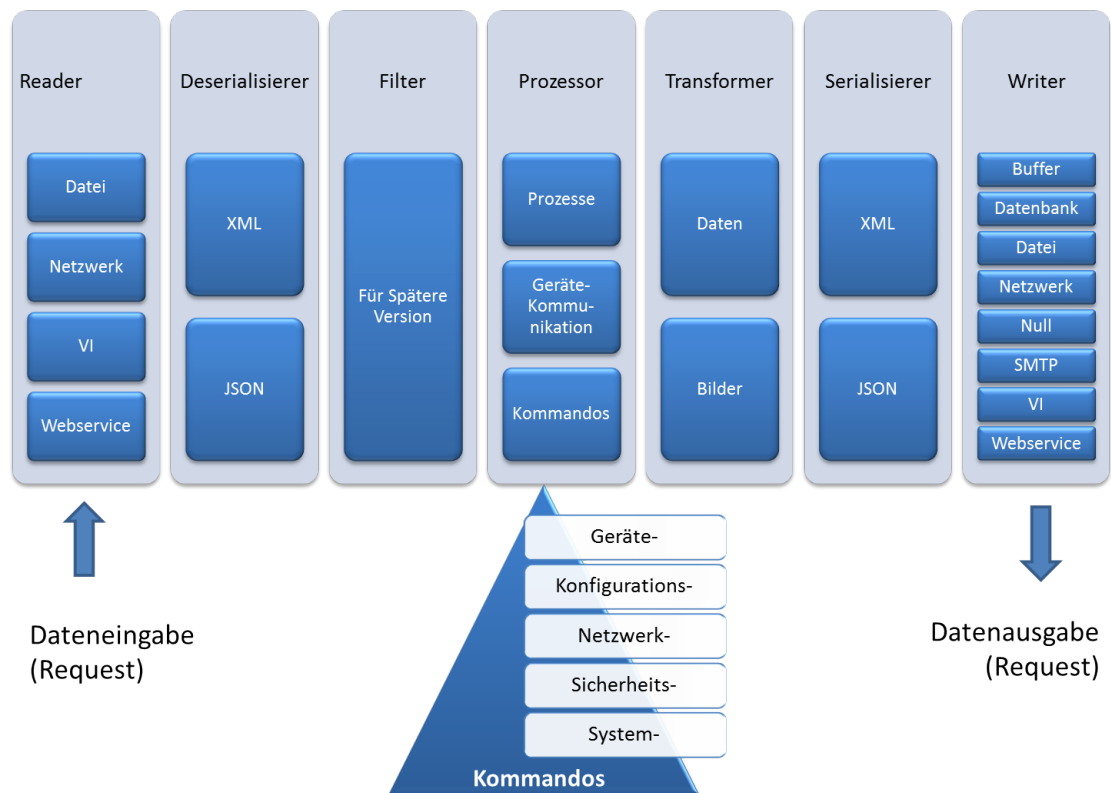 Reader
Datei
Netzwerk
VI
Webservice
Deserialisierer
XML
JSON
Filter
Für Spätere
Version
Prozessor
Prozesse
Geräte-
Kommu-
nikation
Kommandos
Transformer
Daten
Bilder
Serialisierer
XML
JSON
Writer
Buffer
Datenbank
Datei
Netzwerk
Null
SMTP
VI
Webservice
Dateneingabe
(Request)
Geräte-
Konfigurations-
Netzwerk-
Sicherheits-
System-
Kommandos
Datenausgabe
(Request)